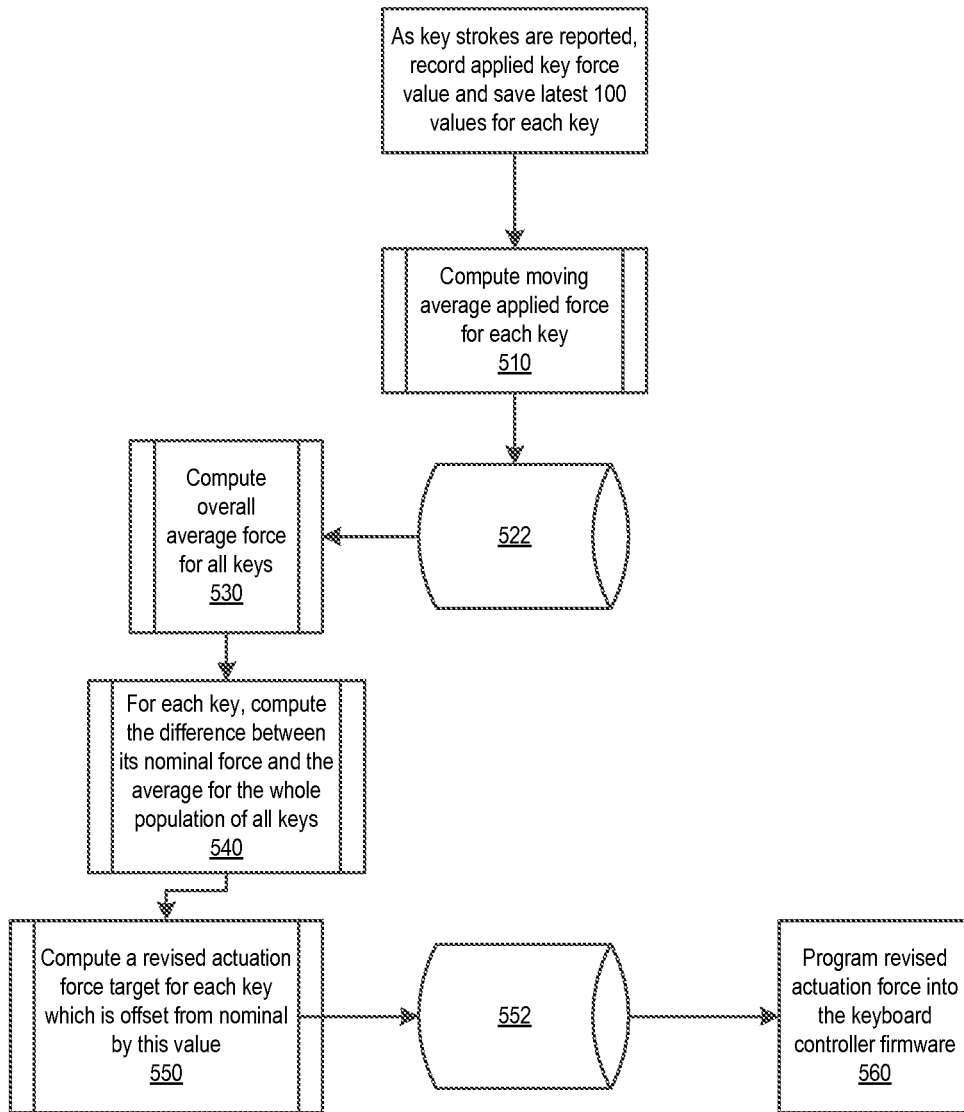 As key strokes are reported,
record applied key force
value and save latest 100
values for each key
Compute moving
average applied force
for each key
510
522
Compute
overall
average force
for all keys
530
For each key, compute
the difference between
its nominal force and the
average for the whole
population of all keys
540
Compute a revised actuation
force target for each key
which is offset from nominal
by this value
550
552
Program revised
actuation force into
the keyboard
controller firmware
560